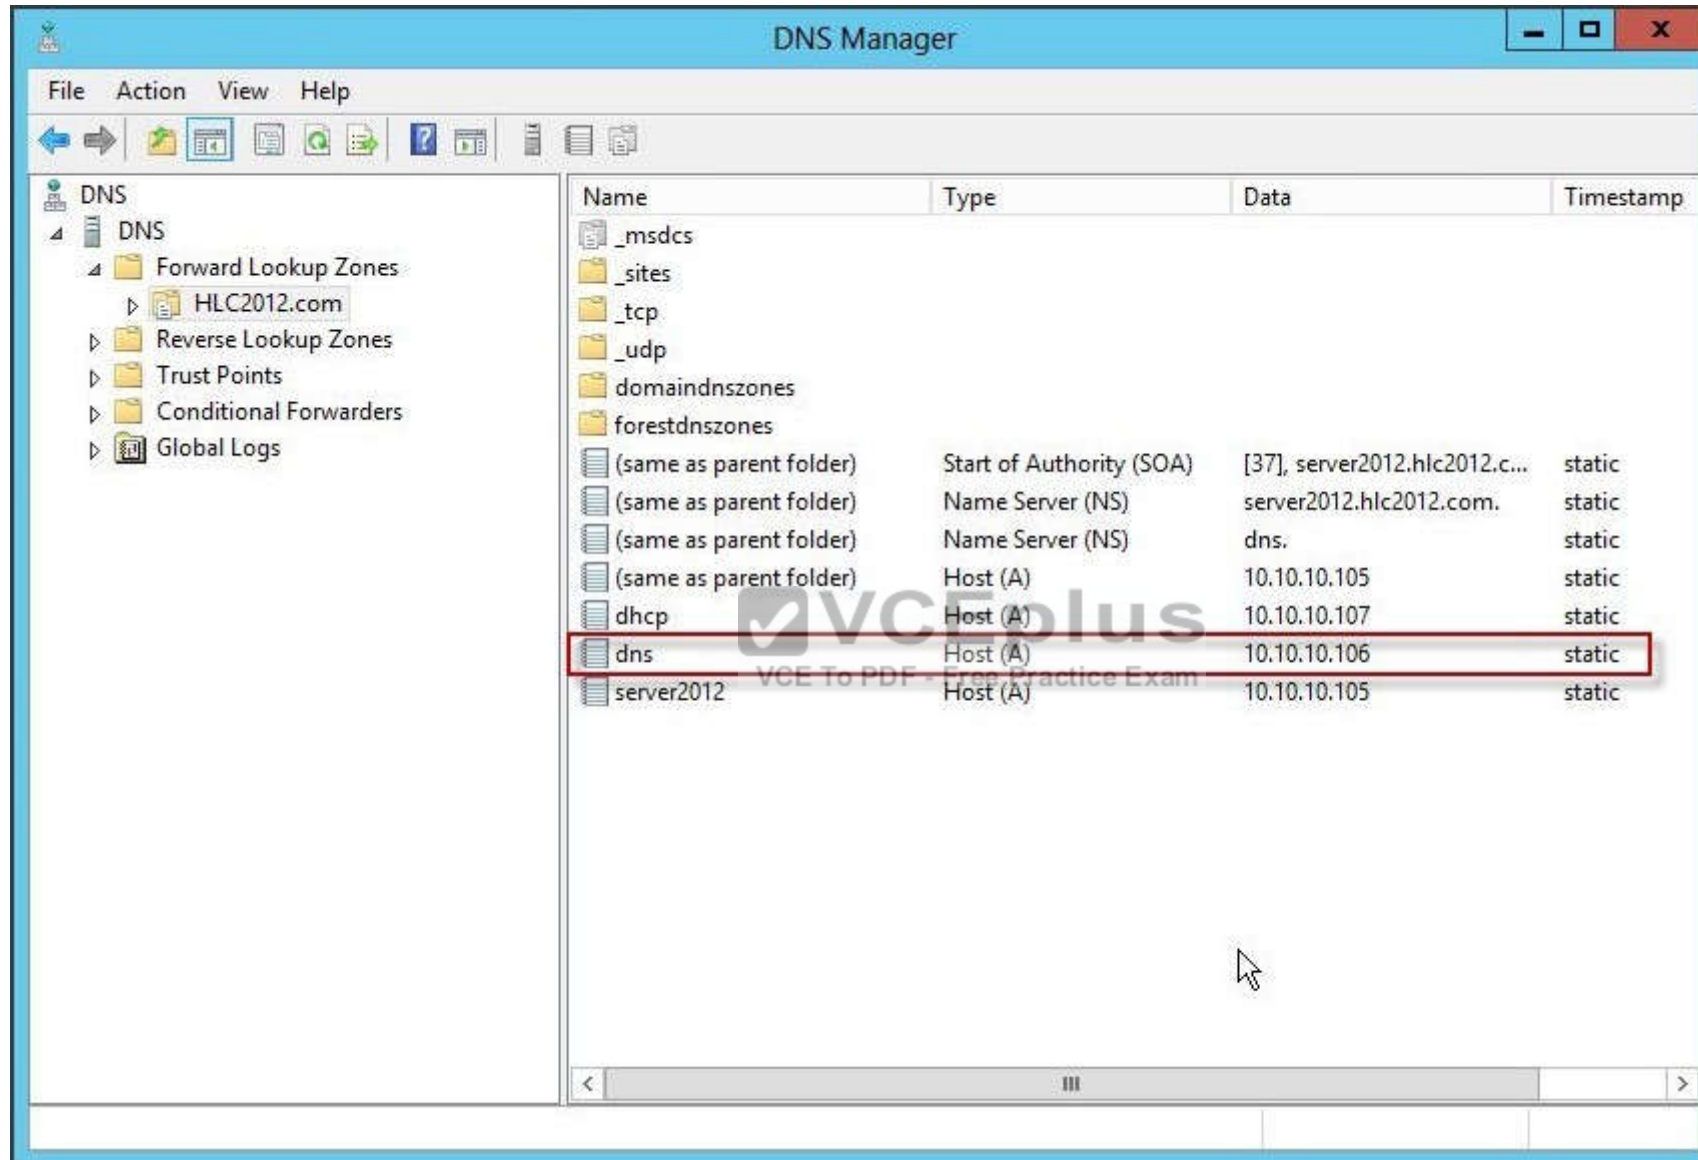 DNS Manager
File Action View Help
DNS
DNS
Forward Lookup Zones
HLC2012.com
Reverse Lookup Zones
Trust Points
Conditional Forwarders
Global Logs
Name Type Data Timestamp
_msdcs
_sites
_tcp
_udp
domaindnszones
forestdnszones
(same as parent folder) Start of Authority (SOA) [37], server2012.hlc2012.c... static
(same as parent folder) Name Server (NS) server2012.hlc2012.com. static
(same as parent folder) Name Server (NS) dns. static
(same as parent folder) Host (A) 10.10.10.105 static
dhcp Host (A) 10.10.10.107 static
VCEplus
dns Host (A) 10.10.10.106 static
VCE To PDF - Free Practice Exam
server2012 Host (A) 10.10.10.105 static